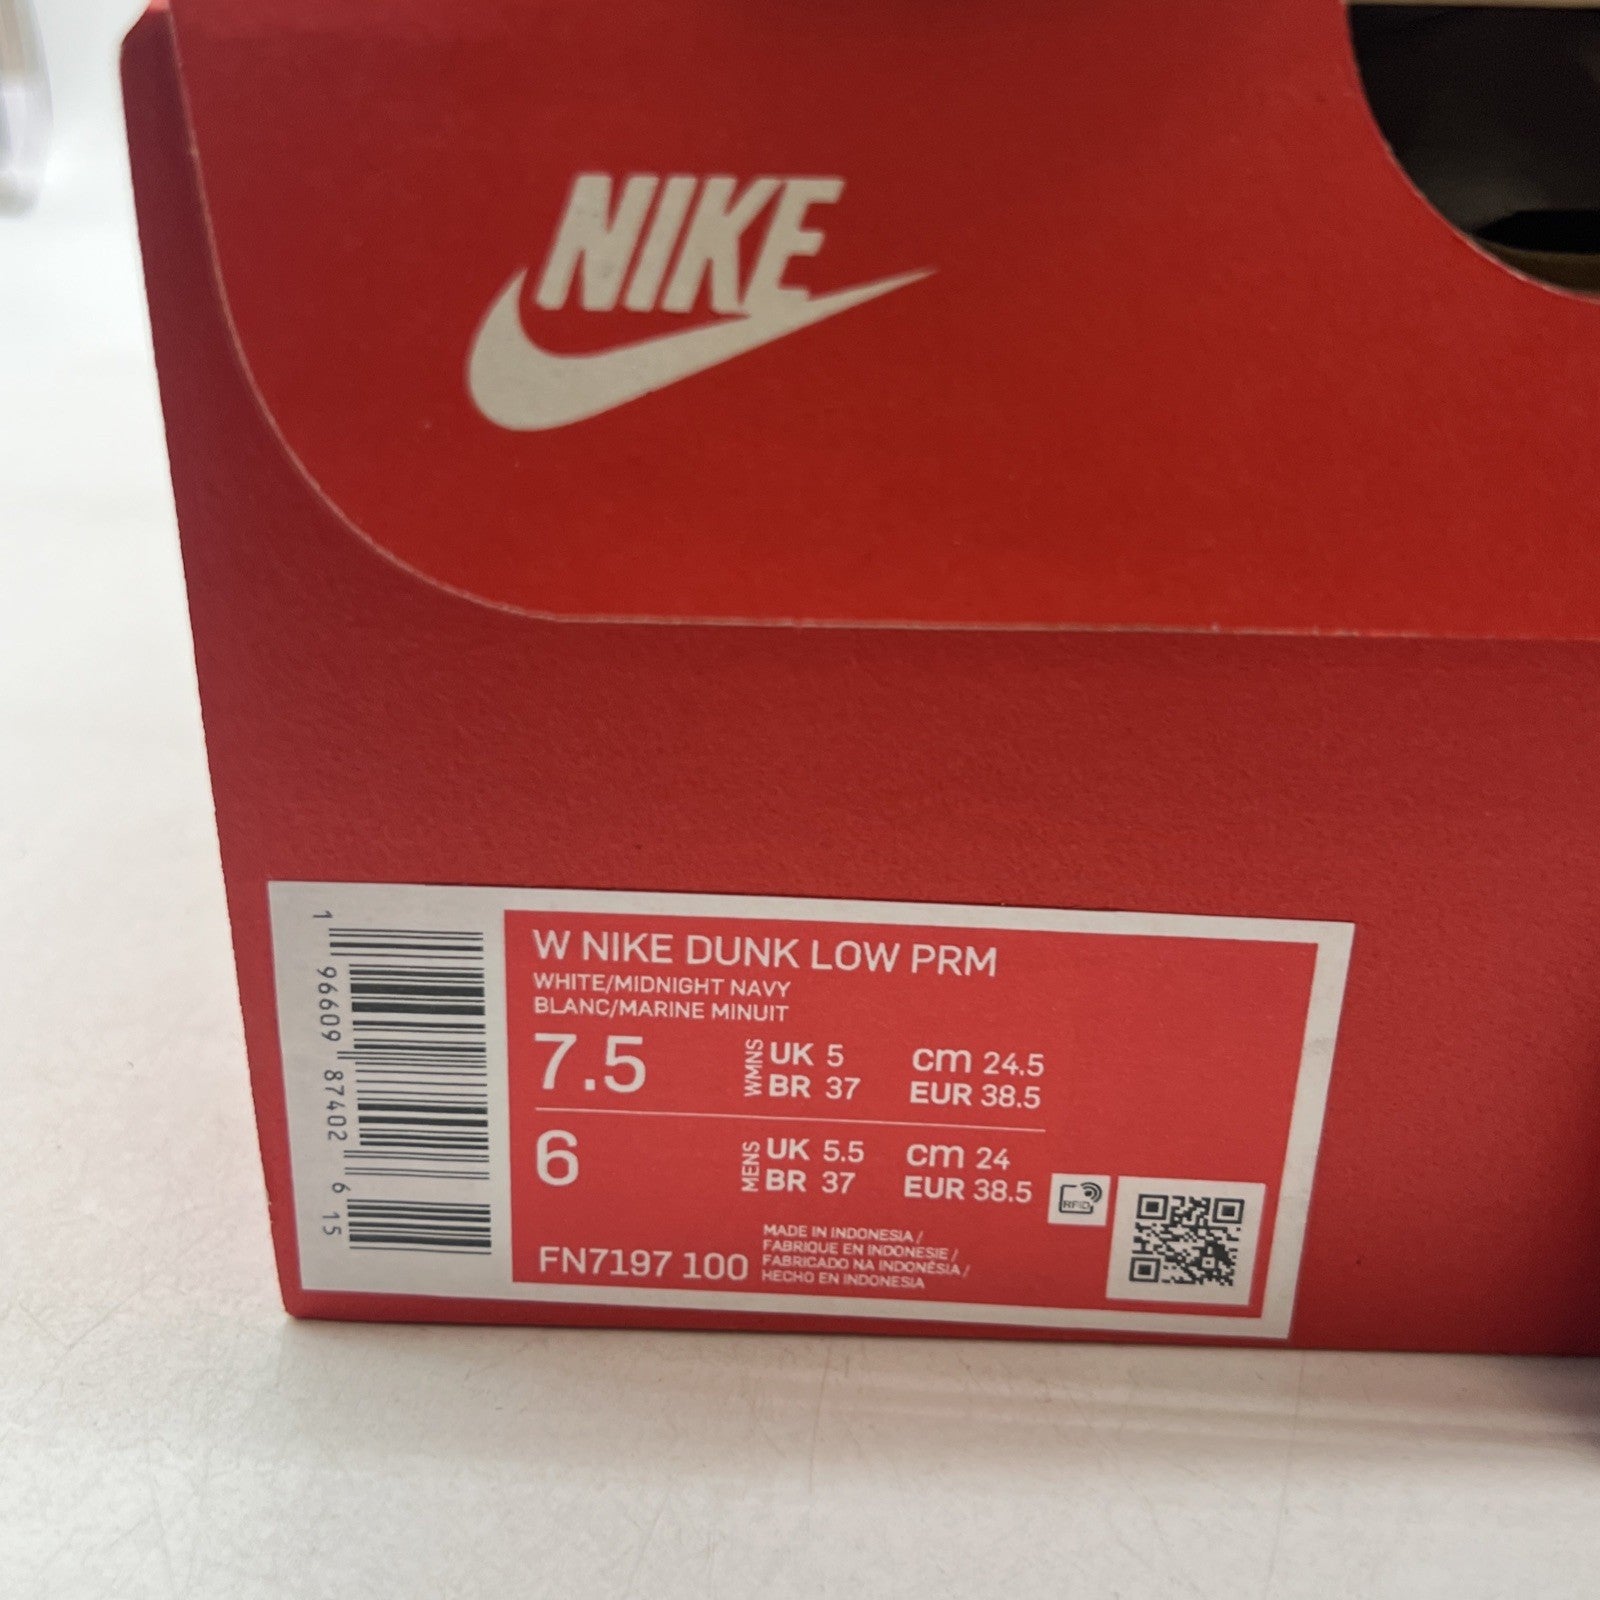 NIKE
W NIKE DUNK LOW PRM
WHITE/MIDNIGHT NAVY
BLANC/MARINE MINUIT
7.5
WMNS
UK 5 cm 24.5
BR 37 EUR 38.5
6
MENS
UK 5.5 cm 24
BR 37 EUR 38.5
FN7197 100
MADE IN INDONESIA /
FABRIQUE EN INDONESIE /
FABRICADO NA INDONÉSIA /
HECHO EN INDONESIA
RFID
1 96609 87402 6 15